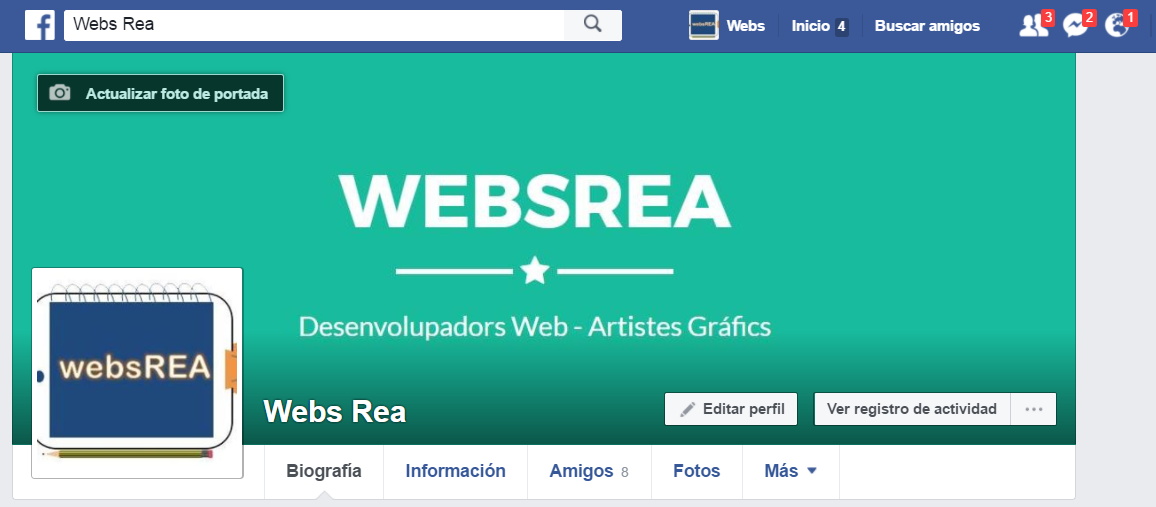 Webs Rea
Webs Inicio 4 Buscar amigos 3 2 1
Actualizar foto de portada
WEBSREA
Desenvolupadors Web - Artistes Gráfics
websREA
Webs Rea
Editar perfil
Ver registro de actividad
Biografía Información Amigos 8 Fotos Más